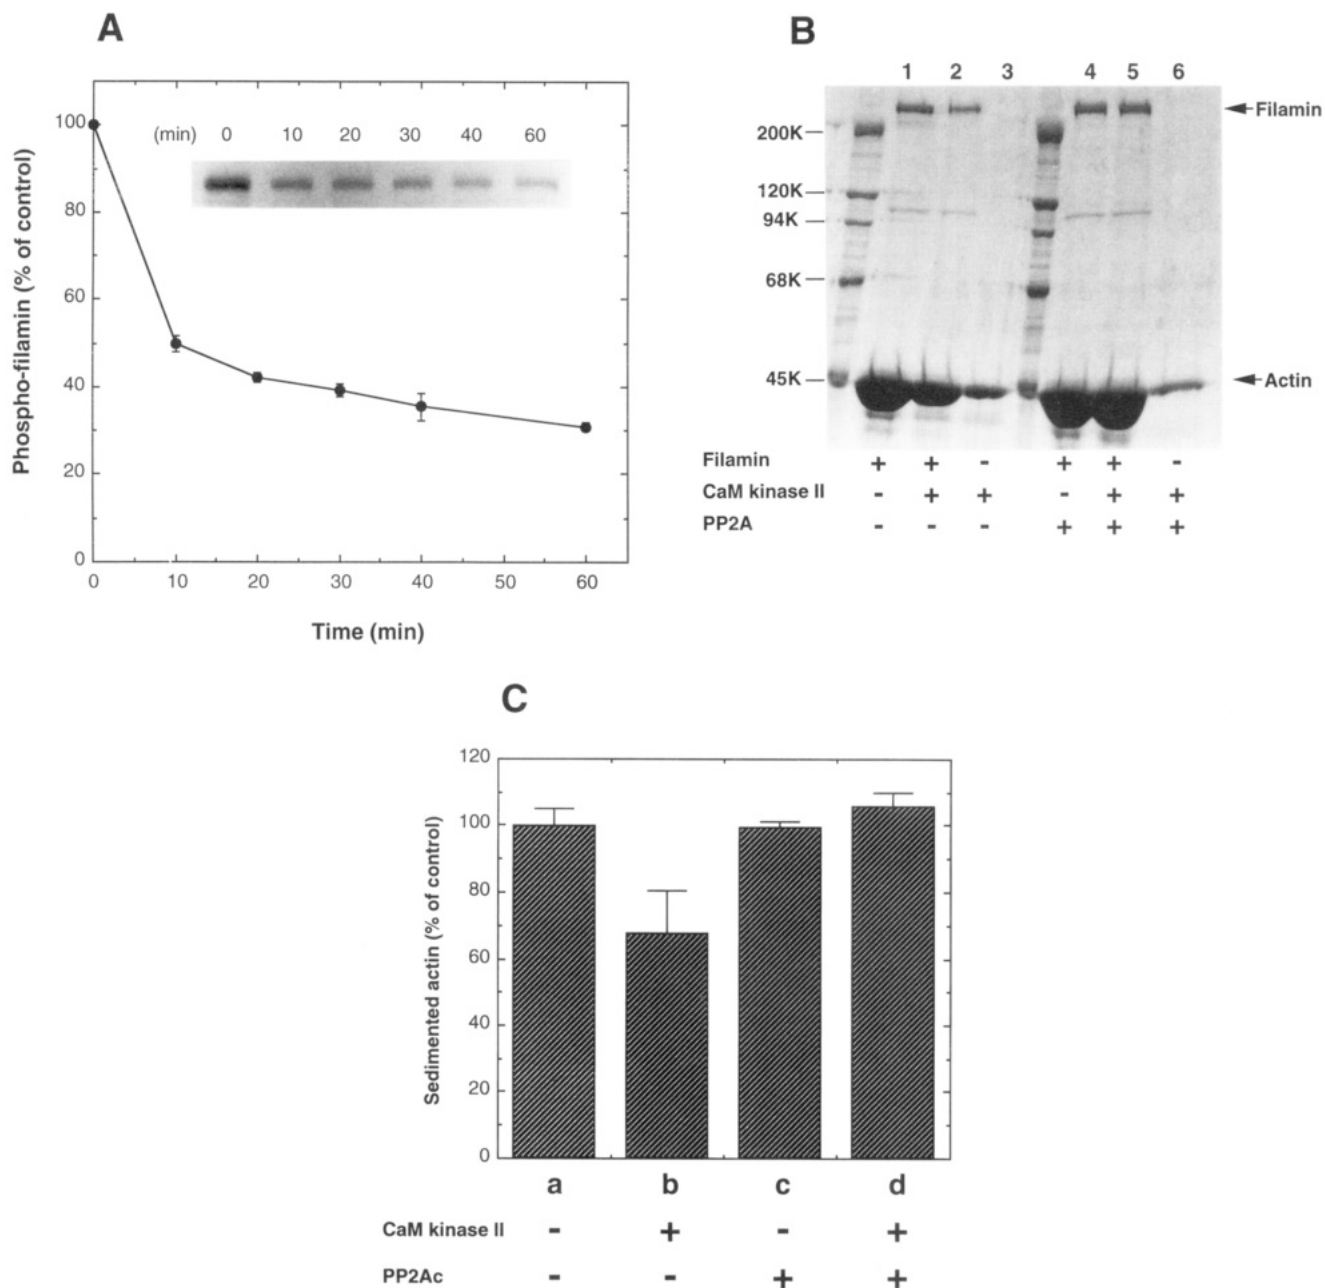 A
Phospho-filamin (% of control)
100
80
60
40
20
0
(min) 0 10 20 30 40 60
0 10 20 30 40 50 60
Time (min)
B
1 2 3 4 5 6
Filamin
200K
120K
94K
68K
45K
Actin
Filamin + + - + + -
CaM kinase II - + + - + +
PP2A - - - + + +
C
Sedimented actin (% of control)
120
100
80
60
40
20
0
a b c d
CaM kinase II - + - +
PP2Ac - - + +